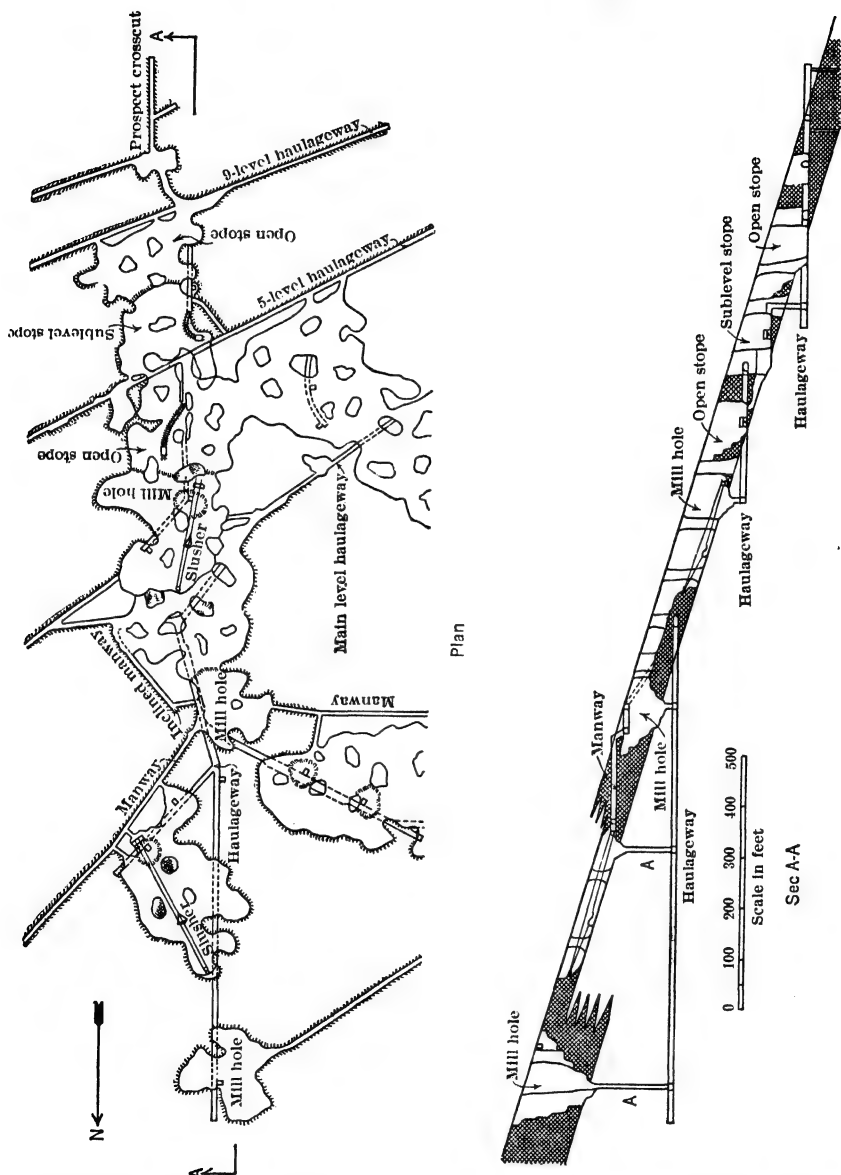 N
A
Prospect crosscut
A
9-level haulageway
Open stope
Sublevel stope
5-level haulageway
Open stope
Mill hole
Slusher
Main level haulageway
Inclined manway
Mill hole
Manway
Manway
Haulageway
Slusher
Mill hole
Plan
Mill hole
A
Manway
Mill hole
A
Haulageway
Mill hole
Haulageway
Open stope
Sublevel stope
Open stope
Haulageway
0 100 200 300 400 500
Scale in feet
Sec A-A